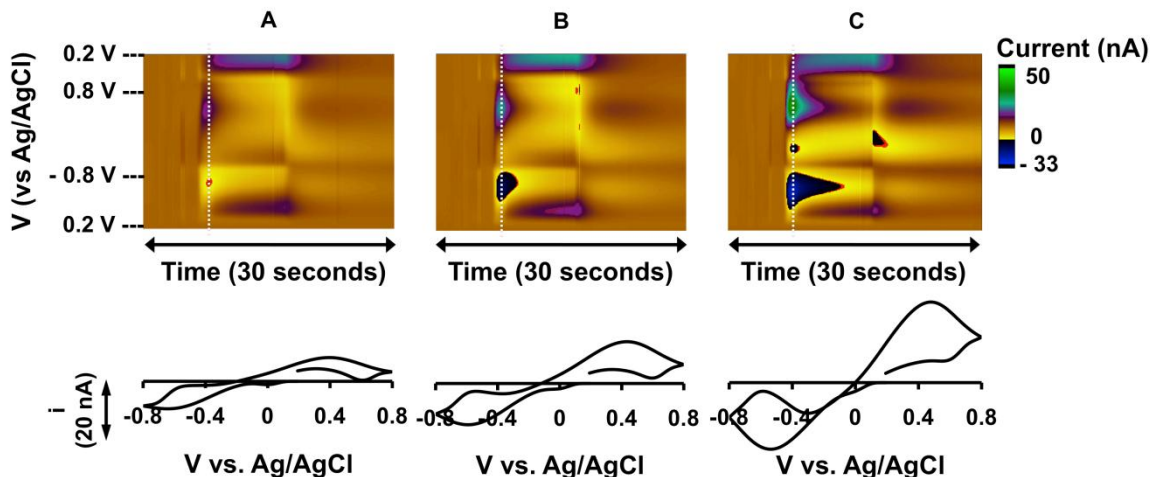 A B C
0.2 V ---
0.8 V --
- 0.8 V --
0.2 V ---
V (vs Ag/AgCl)
Current (nA)
50
0
- 33
Time (30 seconds) Time (30 seconds) Time (30 seconds)
i
(20 nA)
-0.8 -0.4 0 0.4 0.8
-0.8 -0.4 0 0.4 0.8
-0.8 -0.4 0 0.4 0.8
V vs. Ag/AgCl V vs. Ag/AgCl V vs. Ag/AgCl